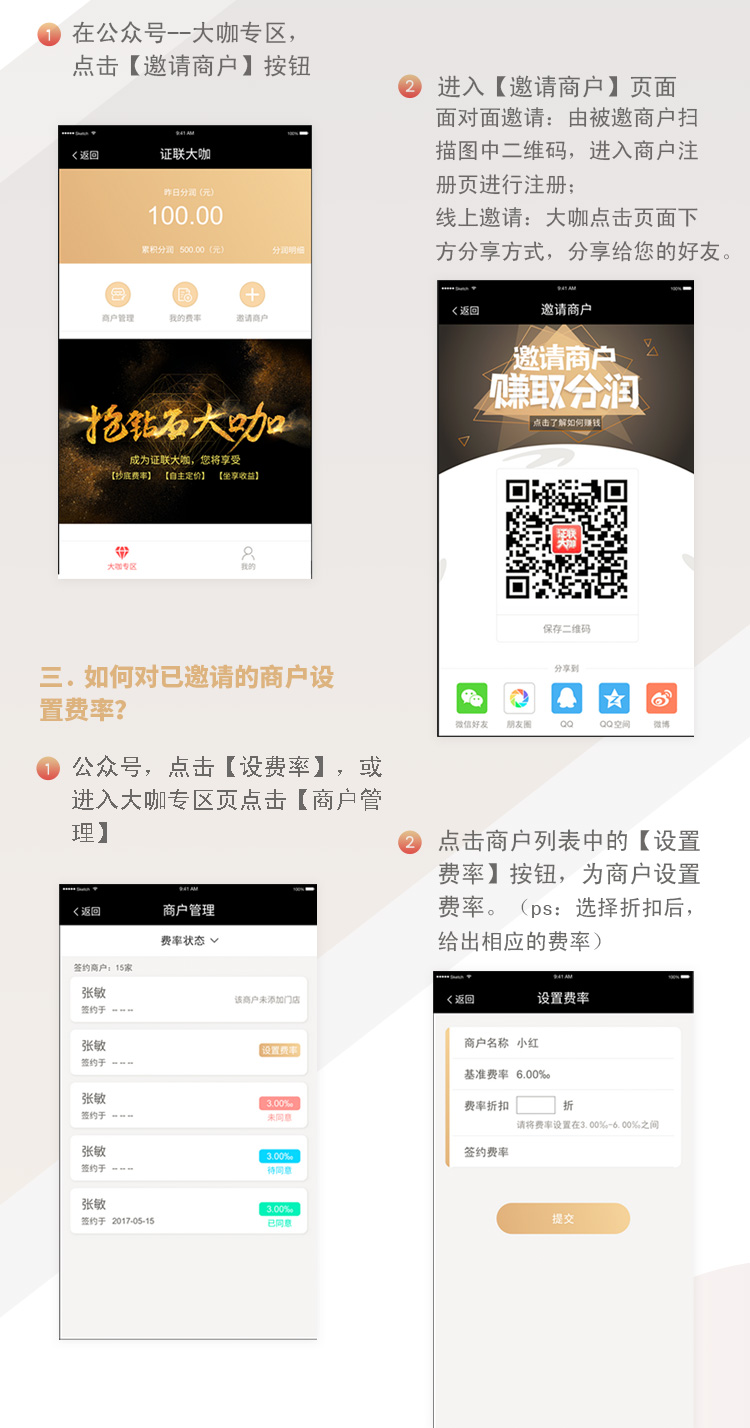 1 在公众号--大咖专区，
点击【邀请商户】按钮
Sketch 9:41 AM 100%
返回 证联大咖
昨日分润（元）
100.00
累积分润 500.00（元） 分润明细
商户管理 我的费率 邀请商户
抢钻石大咖
成为证联大咖，您将享受
【抄底费率】 【自主定价】 【坐享收益】
大咖专区 我的
2 进入【邀请商户】页面
面对面邀请：由被邀商户扫
描图中二维码，进入商户注
册页进行注册；
线上邀请：大咖点击页面下
方分享方式，分享给您的好友。
Sketch 9:41 AM 100%
返回 邀请商户
邀请商户
赚取分润
点击了解如何赚钱
证联
大咖
保存二维码
分享到
微信好友 朋友圈 QQ QQ空间 微博
三. 如何对已邀请的商户设
置费率？
1 公众号，点击【设费率】，或
进入大咖专区页点击【商户管
理】
Sketch 9:41 AM 100%
返回 商户管理
费率状态
签约商户：15家
张敏
签约于 -- -- --
该商户未添加门店
张敏
签约于 -- -- --
设置费率
张敏
签约于 -- -- --
3.00‰
未同意
张敏
签约于 -- -- --
3.00‰
待同意
张敏
签约于 2017-05-15
3.00‰
已同意
2 点击商户列表中的【设置
费率】按钮，为商户设置
费率。（ps：选择折扣后，
给出相应的费率）
Sketch 9:41 AM 100%
返回 设置费率
商户名称 小红
基准费率 6.00‰
费率折扣 折
请将费率设置在3.00‰-6.00‰之间
签约费率
提交